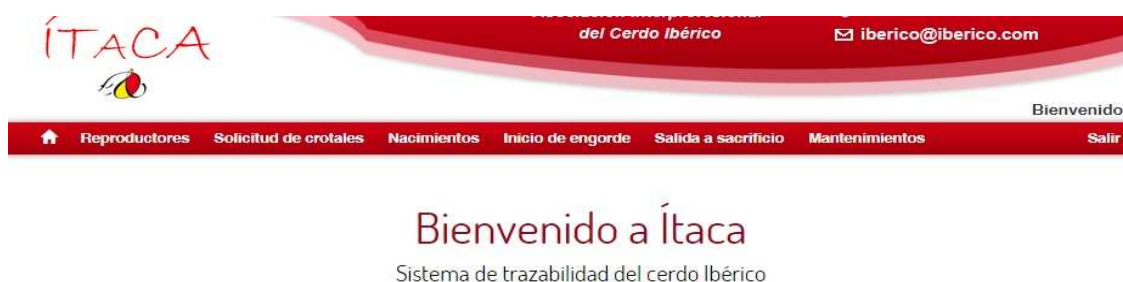 ÍTACA
del Cerdo Ibérico
iberico@iberico.com
Bienvenido
Reproductores Solicitud de crotales Nacimientos Inicio de engorde Salida a sacrificio Mantenimientos Salir
Bienvenido a Ítaca
Sistema de trazabilidad del cerdo Ibérico